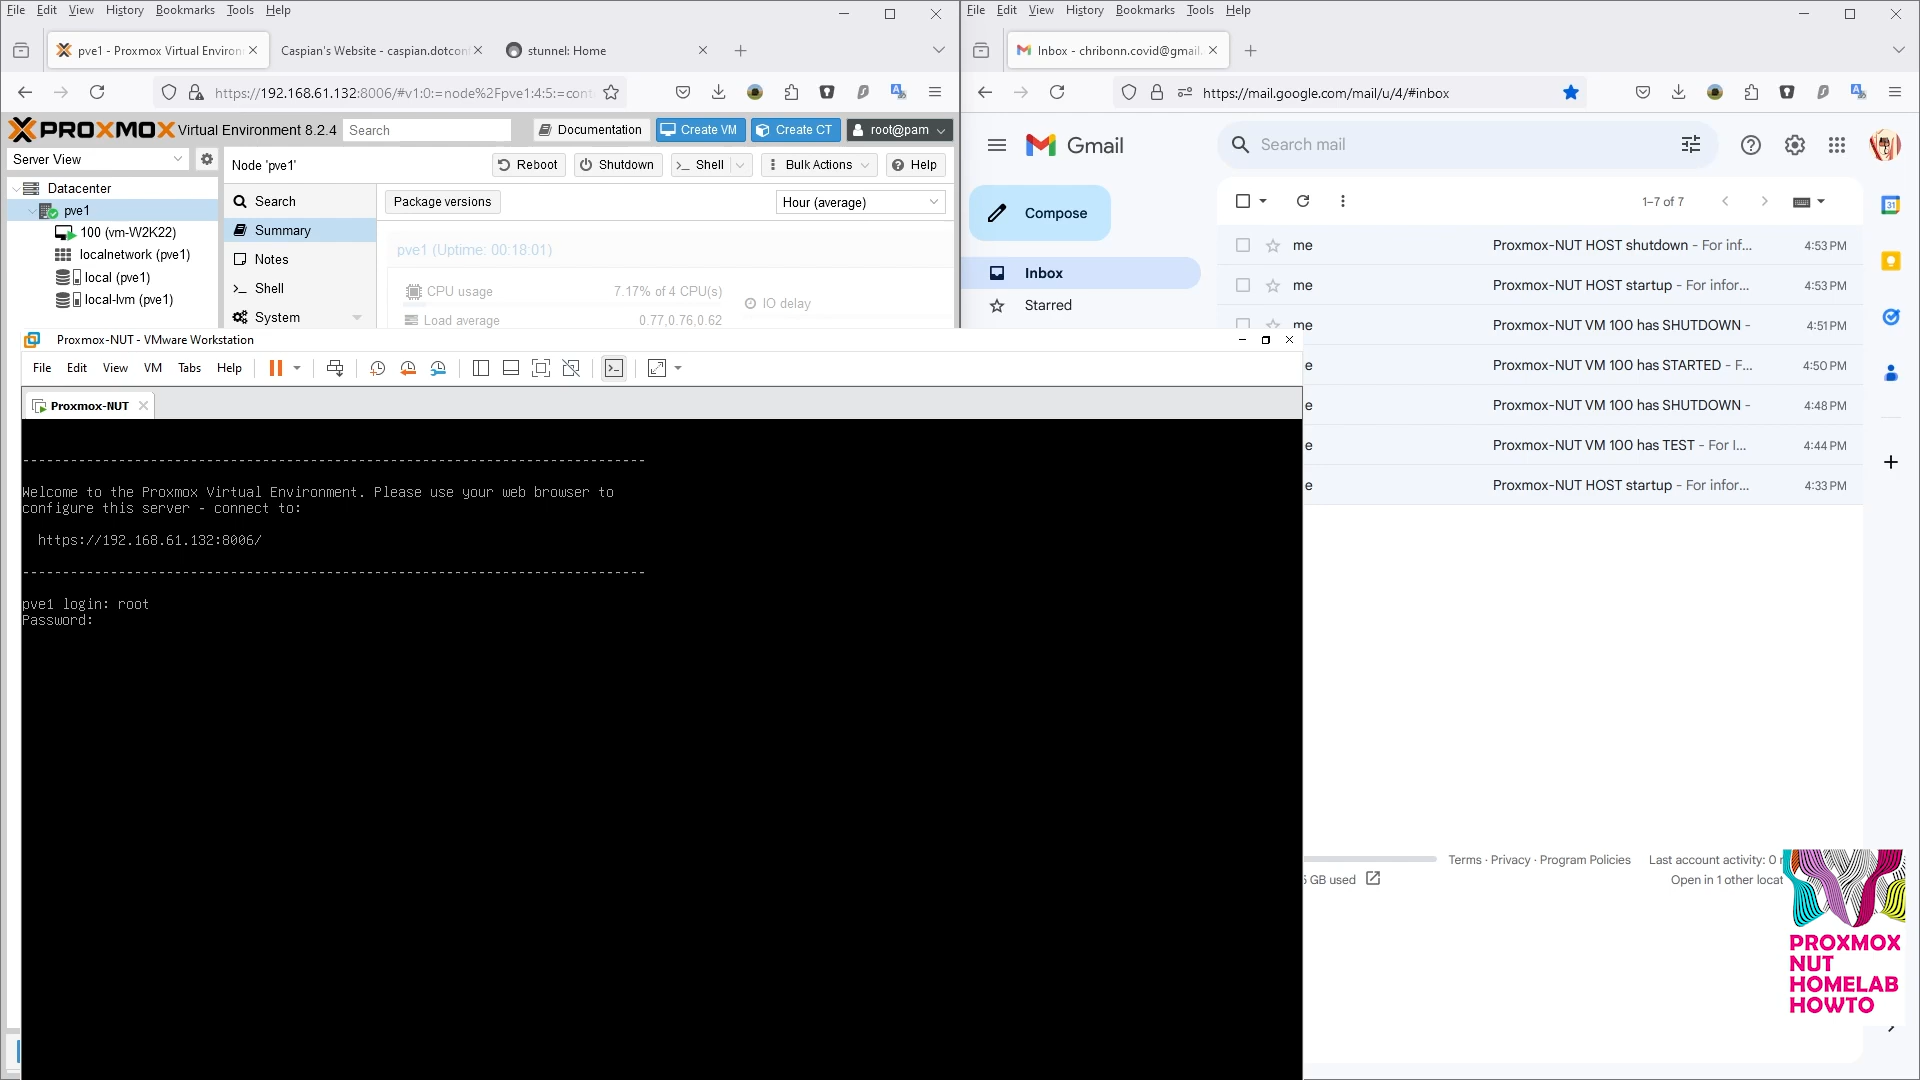 File Edit View History Bookmarks Tools Help
pve1 - Proxmox Virtual Environ
Caspian's Website - caspian.dotcon
stunnel: Home
https://192.168.61.132:8006/#v1:0:=node%2Fpve1:4:5:=cont
PROXMOX Virtual Environment 8.2.4
Search
Documentation
Create VM
Create CT
root@pam
Server View
Node 'pve1'
Reboot
Shutdown
Shell
Bulk Actions
Help
Datacenter
pve1
100 (vm-W2K22)
localnetwork (pve1)
local (pve1)
local-lvm (pve1)
Search
Summary
Notes
Shell
System
Package versions
Hour (average)
pve1 (Uptime: 00:18:01)
CPU usage
7.17% of 4 CPU(s)
IO delay
Load average
0.77,0.76,0.62
File Edit View History Bookmarks Tools Help
Inbox - chribonn.covid@gmail.
https://mail.google.com/mail/u/4/#inbox
Gmail
Search mail
Compose
Inbox
Starred
1–7 of 7
me Proxmox-NUT HOST shutdown - For inf... 4:53 PM
me Proxmox-NUT HOST startup - For infor... 4:53 PM
me Proxmox-NUT VM 100 has SHUTDOWN - 4:51 PM
e Proxmox-NUT VM 100 has STARTED - F... 4:50 PM
e Proxmox-NUT VM 100 has SHUTDOWN - 4:48 PM
e Proxmox-NUT VM 100 has TEST - For I... 4:44 PM
e Proxmox-NUT HOST startup - For infor... 4:33 PM
31
GB used
Terms · Privacy · Program Policies
Last account activity: 0
Open in 1 other locat
Proxmox-NUT - VMware Workstation
File Edit View VM Tabs Help
Proxmox-NUT
--------------------------------------------------------------------------------
Welcome to the Proxmox Virtual Environment. Please use your web browser to
configure this server - connect to:
https://192.168.61.132:8006/
--------------------------------------------------------------------------------
pve1 login: root
Password:
PROXMOX
NUT
HOMELAB
HOWTO